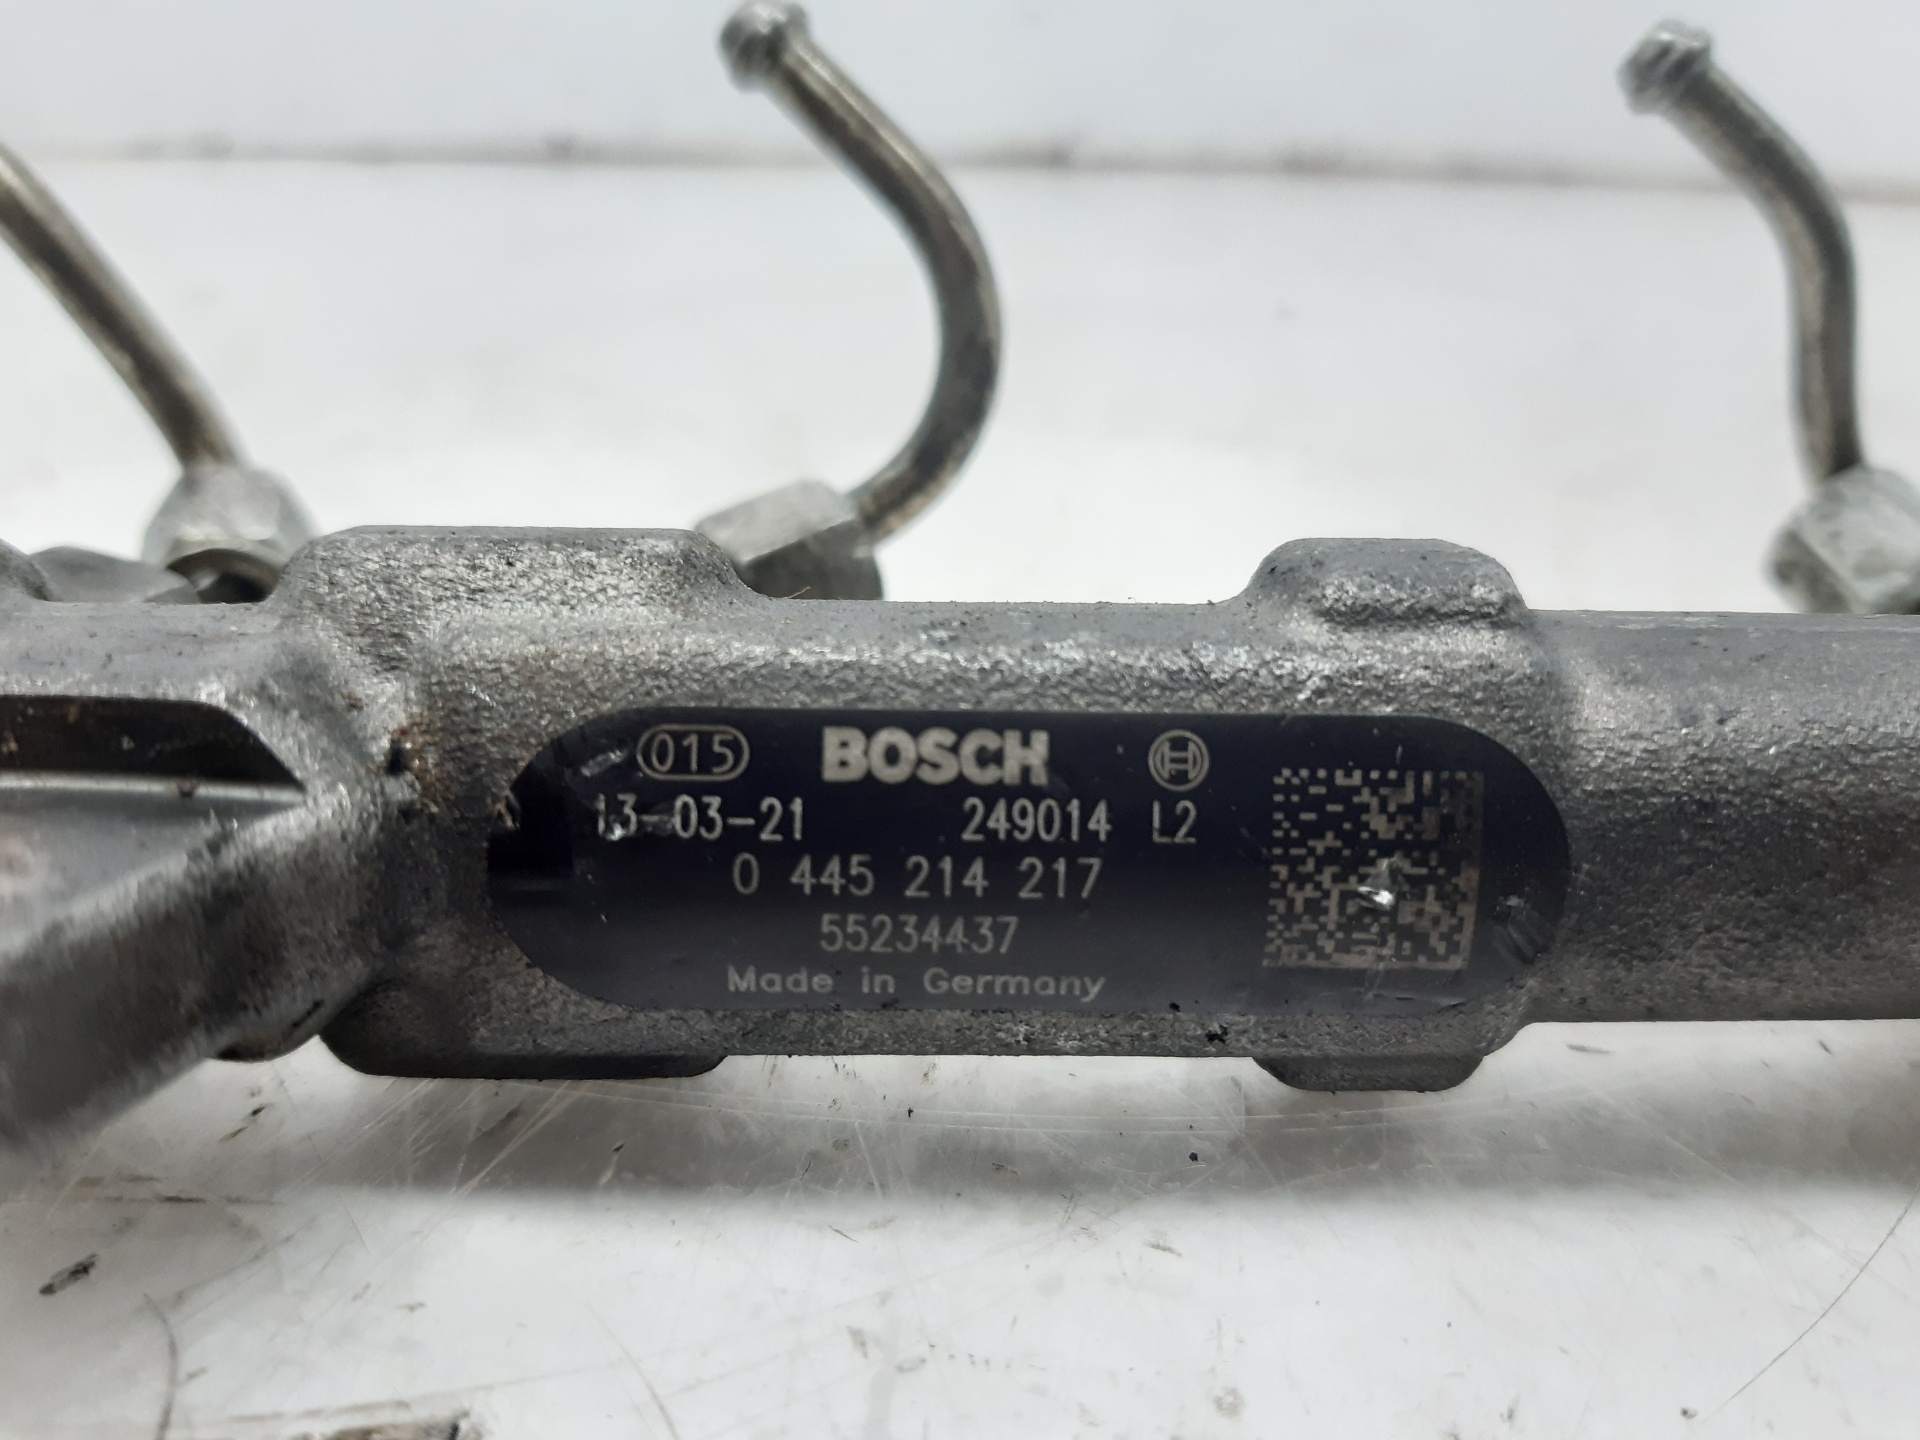 015 BOSCH
13-03-21 249014 L2
0 445 214 217
55234437
Made in Germany